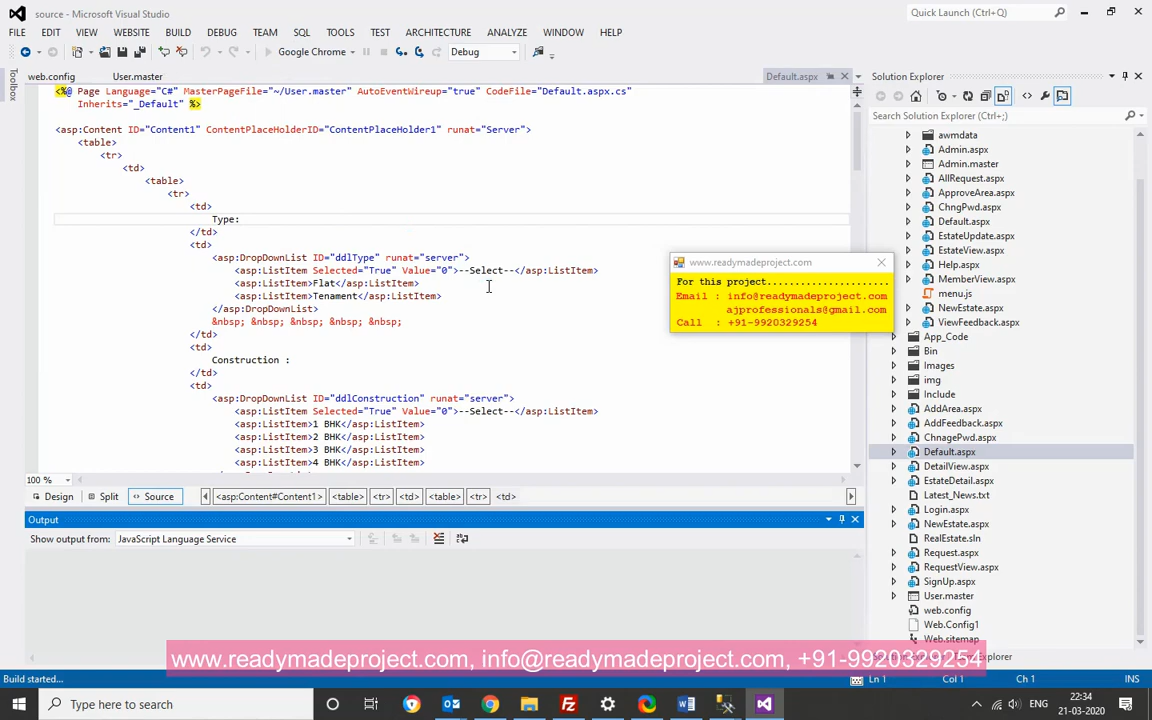 source - Microsoft Visual Studio
Quick Launch (Ctrl+Q)
FILE EDIT VIEW WEBSITE BUILD DEBUG TEAM SQL TOOLS TEST ARCHITECTURE ANALYZE WINDOW HELP
Google Chrome Debug
Toolbox
web.config User.master Default.aspx
<%@ Page Language="C#" MasterPageFile="~/User.master" AutoEventWireup="true" CodeFile="Default.aspx.cs"
Inherits="_Default" %>
<asp:Content ID="Content1" ContentPlaceHolderID="ContentPlaceHolder1" runat="Server">
<table>
<tr>
<td>
<table>
<tr>
<td>
Type:
</td>
<td>
<asp:DropDownList ID="ddlType" runat="server">
<asp:ListItem Selected="True" Value="0">--Select--</asp:ListItem>
<asp:ListItem>Flat</asp:ListItem>
<asp:ListItem>Tenament</asp:ListItem>
</asp:DropDownList>
&nbsp; &nbsp; &nbsp; &nbsp; &nbsp;
</td>
<td>
Construction :
</td>
<td>
<asp:DropDownList ID="ddlConstruction" runat="server">
<asp:ListItem Selected="True" Value="0">--Select--</asp:ListItem>
<asp:ListItem>1 BHK</asp:ListItem>
<asp:ListItem>2 BHK</asp:ListItem>
<asp:ListItem>3 BHK</asp:ListItem>
<asp:ListItem>4 BHK</asp:ListItem>
100 %
Design Split Source <asp:Content#Content1> <table> <tr> <td> <table> <tr> <td>
Output
Show output from: JavaScript Language Service
www.readymadeproject.com
For this project......................
Email : info@readymadeproject.com
ajprofessionals@gmail.com
Call : +91-9920329254
Solution Explorer
Search Solution Explorer (Ctrl+;)
awmdata
Admin.aspx
Admin.master
AllRequest.aspx
ApproveArea.aspx
ChngPwd.aspx
Default.aspx
EstateUpdate.aspx
EstateView.aspx
Help.aspx
MemberView.aspx
menu.js
NewEstate.aspx
ViewFeedback.aspx
App_Code
Bin
Images
img
Include
AddArea.aspx
AddFeedback.aspx
ChnagePwd.aspx
Default.aspx
DetailView.aspx
EstateDetail.aspx
Latest_News.txt
Login.aspx
NewEstate.aspx
RealEstate.sln
Request.aspx
RequestView.aspx
SignUp.aspx
User.master
web.config
Web.Config1
Web.sitemap
Explorer
www.readymadeproject.com, info@readymadeproject.com, +91-9920329254
Build started... Ln 1 Col 1 Ch 1 INS
Type here to search
ENG
22:34
21-03-2020